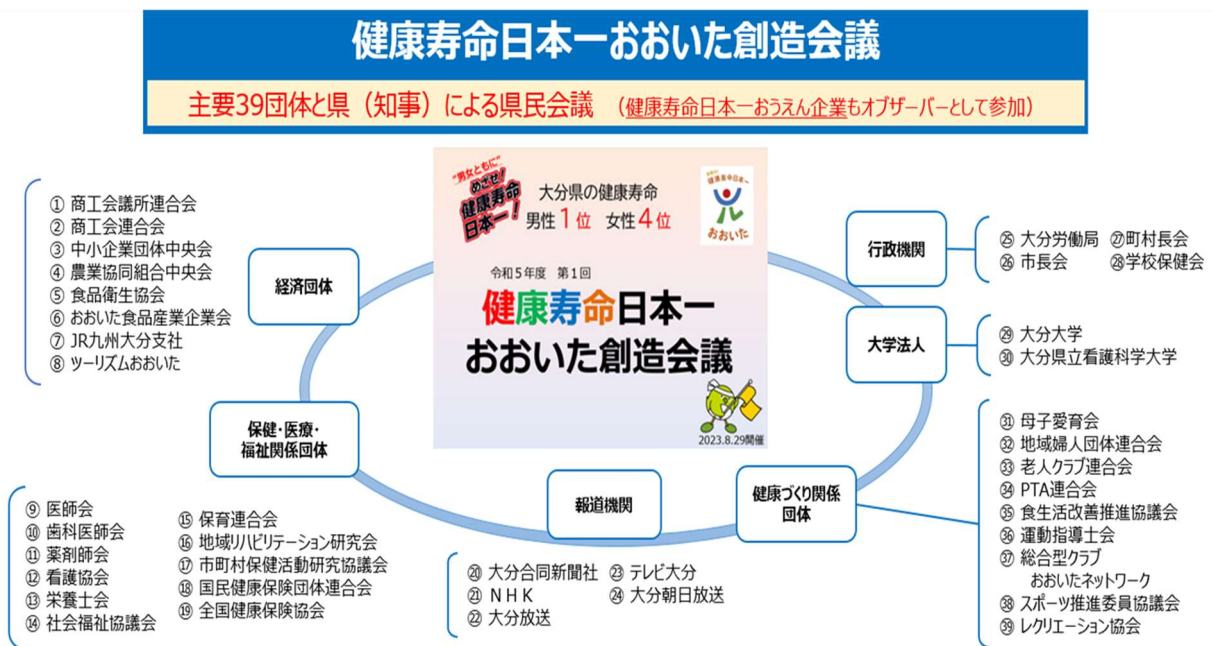 健康寿命日本一おおいた創造会議
主要39団体と県（知事）による県民会議 （健康寿命日本一おうえん企業もオブザーバーとして参加）
“男女ともに”
めざせ！
健康寿命
日本一！
大分県の健康寿命
男性1位 女性4位
健康寿命日本一
おおいた
令和5年度 第1回
健康寿命日本一
おおいた創造会議
2023.8.29開催
経済団体
① 商工会議所連合会
② 商工会連合会
③ 中小企業団体中央会
④ 農業協同組合中央会
⑤ 食品衛生協会
⑥ おおいた食品産業企業会
⑦ JR九州大分支社
⑧ ツーリズムおおいた
保健・医療・
福祉関係団体
⑨ 医師会
⑩ 歯科医師会
⑪ 薬剤師会
⑫ 看護協会
⑬ 栄養士会
⑭ 社会福祉協議会
⑮ 保育連合会
⑯ 地域リハビリテーション研究会
⑰ 市町村保健活動研究協議会
⑱ 国民健康保険団体連合会
⑲ 全国健康保険協会
報道機関
⑳ 大分合同新聞社 ㉓ テレビ大分
㉑ NHK ㉔ 大分朝日放送
㉒ 大分放送
行政機関
㉕ 大分労働局 ㉗町村長会
㉖ 市長会 ㉘学校保健会
大学法人
㉙ 大分大学
㉚ 大分県立看護科学大学
健康づくり関係
団体
㉛ 母子愛育会
㉜ 地域婦人団体連合会
㉝ 老人クラブ連合会
㉞ PTA連合会
㉟ 食生活改善推進協議会
㊱ 運動指導士会
㊲ 総合型クラブ
おおいたネットワーク
㊳ スポーツ推進委員協議会
㊴ レクリエーション協会